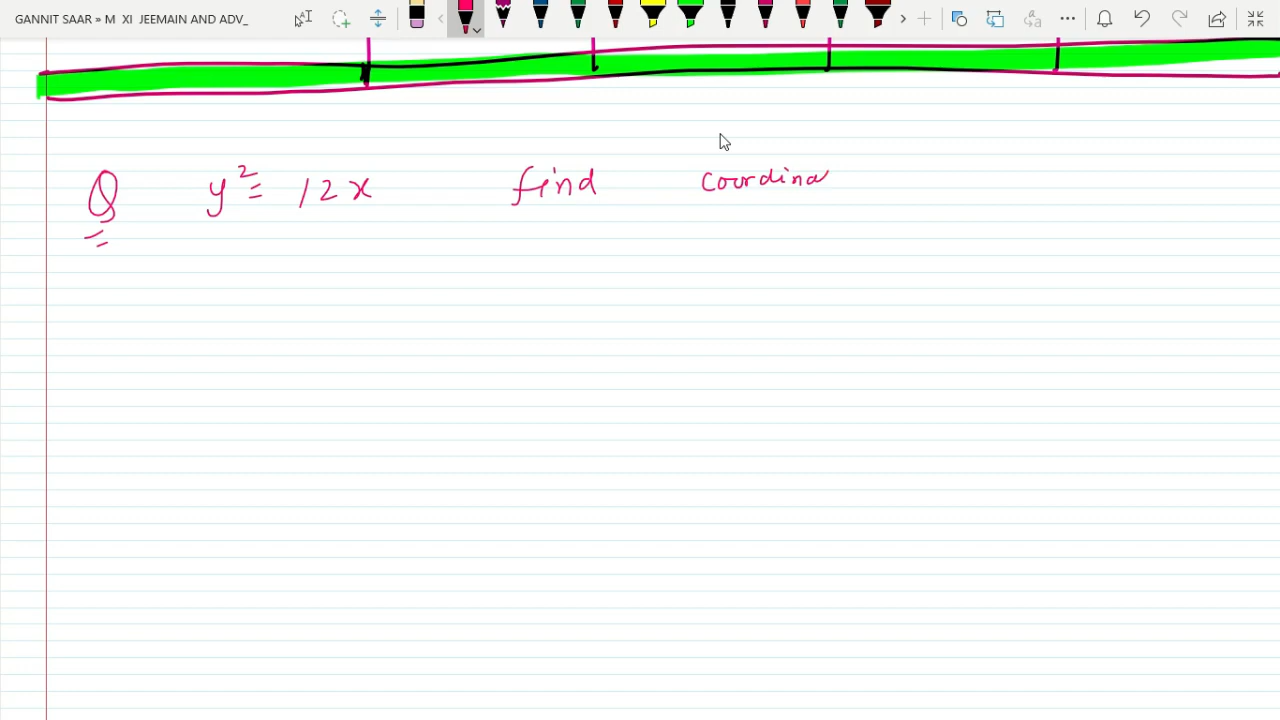 GANNIT SAAR » M XI JEEMAIN AND ADV_
Q y² = 12x find coordina